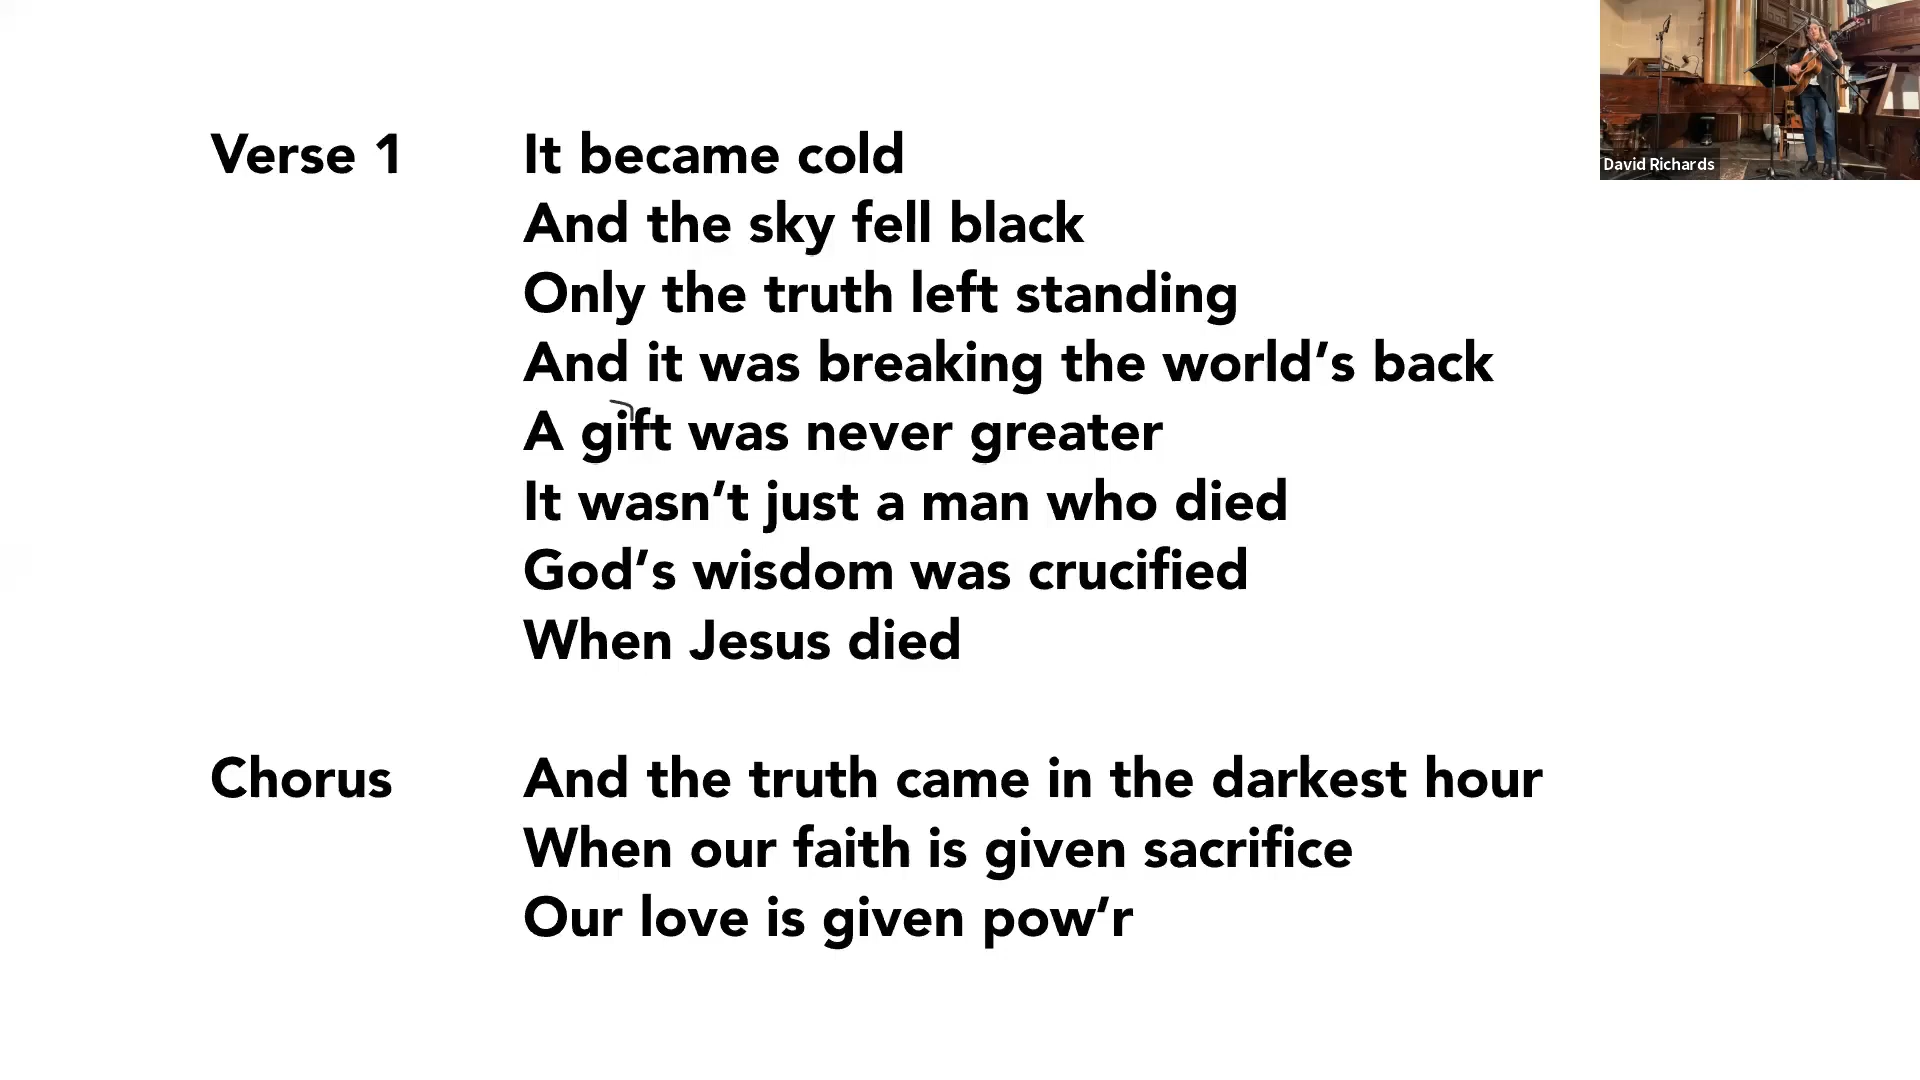 Verse 1 It became cold
And the sky fell black
Only the truth left standing
And it was breaking the world’s back
A gift was never greater
It wasn’t just a man who died
God’s wisdom was crucified
When Jesus died
Chorus And the truth came in the darkest hour
When our faith is given sacrifice
Our love is given pow’r
David Richards